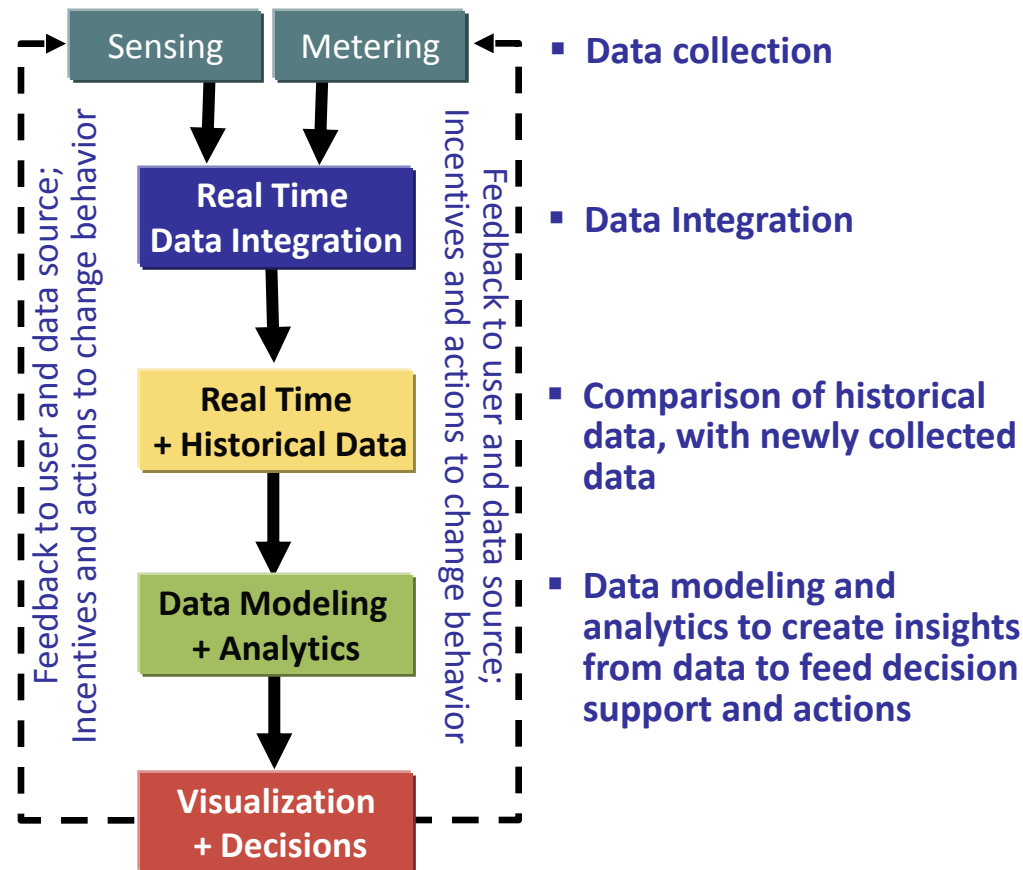 Sensing
Metering
▪ Data collection
Feedback to user and data source;
Incentives and actions to change behavior
Feedback to user and data source;
Incentives and actions to change behavior
Real Time
Data Integration
▪ Data Integration
Real Time
+ Historical Data
▪ Comparison of historical
data, with newly collected
data
Data Modeling
+ Analytics
▪ Data modeling and
analytics to create insights
from data to feed decision
support and actions
Visualization
+ Decisions